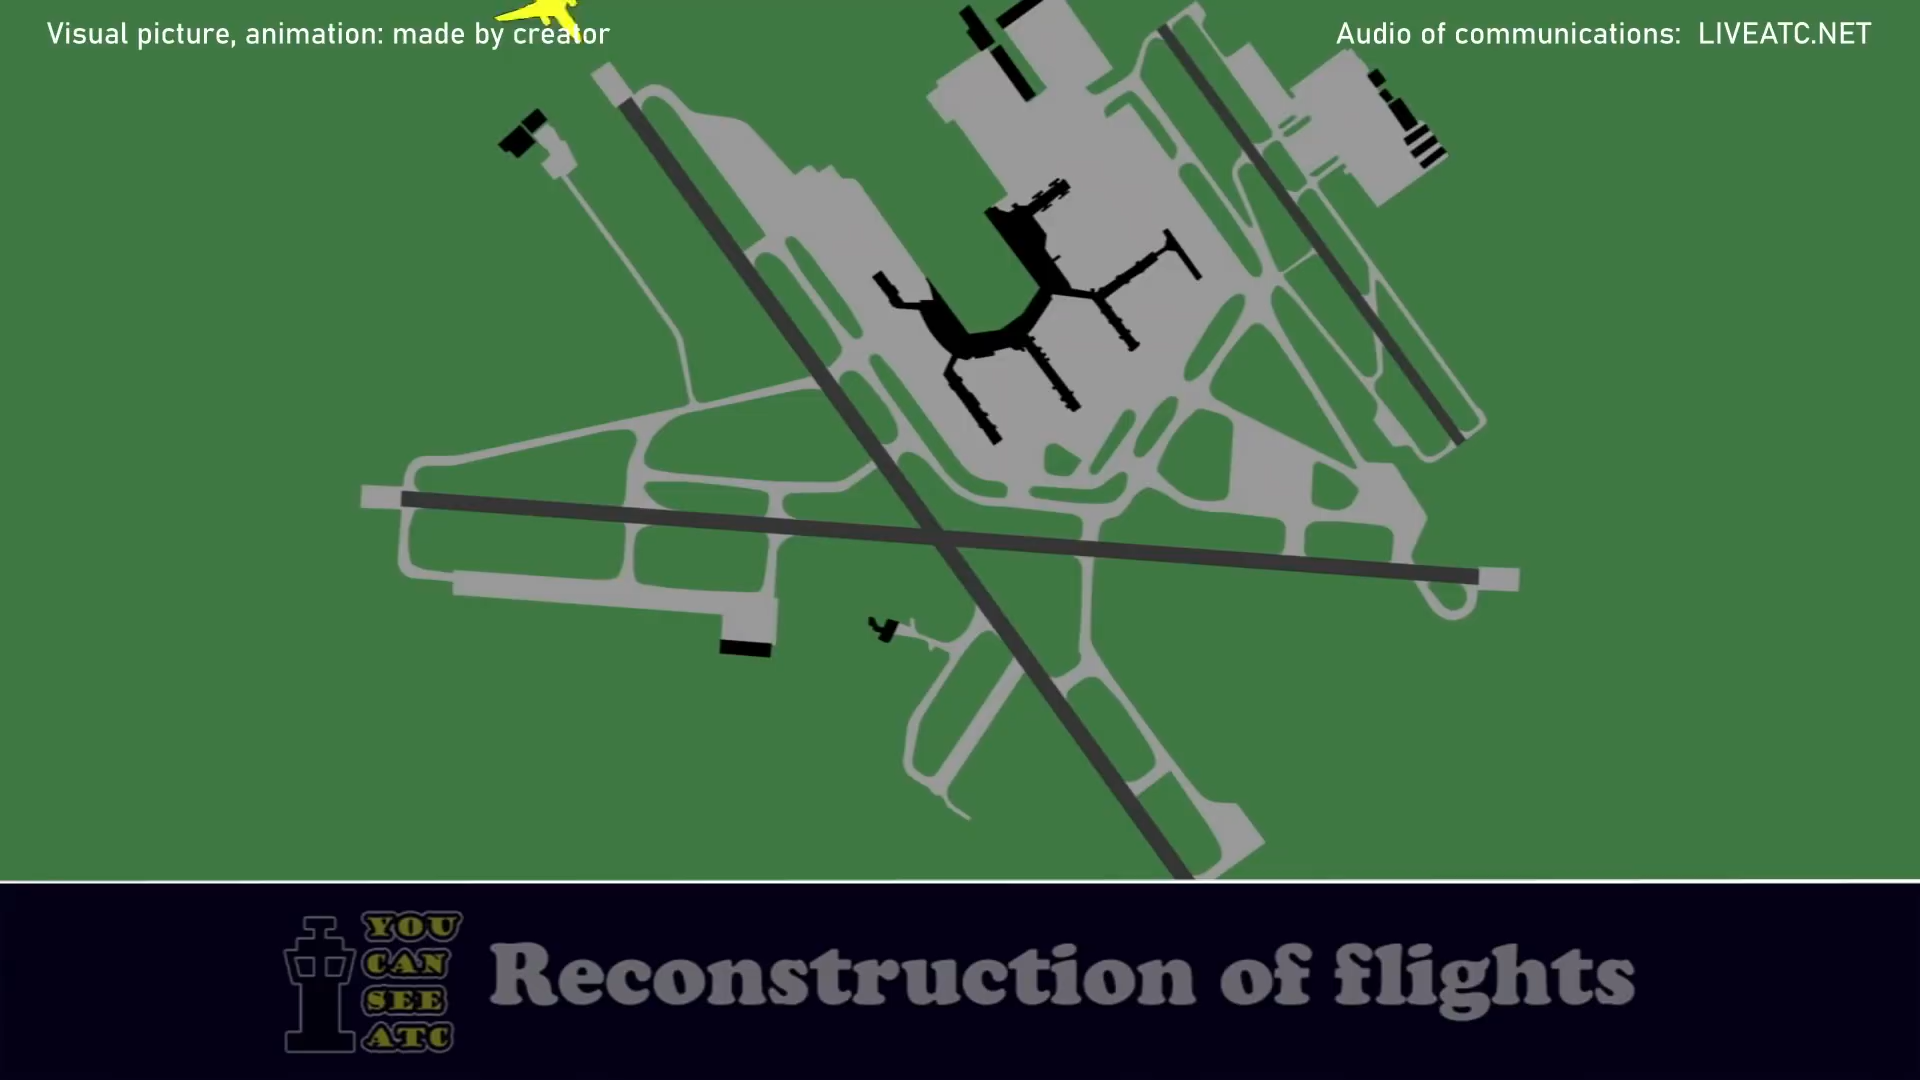 Visual picture, animation: made by creator
Audio of communications: LIVEATC.NET
YOU
CAN
SEE
ATC
Reconstruction of flights